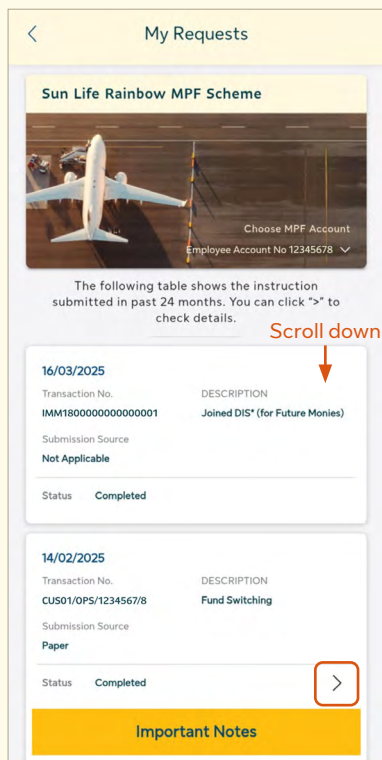 My Requests
Sun Life Rainbow MPF Scheme
Choose MPF Account
Employee Account No 12345678
The following table shows the instruction
submitted in past 24 months. You can click ">" to
check details.
Scroll down
16/03/2025
Transaction No. DESCRIPTION
IMM1800000000000001 Joined DIS* (for Future Monies)
Submission Source
Not Applicable
Status Completed
14/02/2025
Transaction No. DESCRIPTION
CUS01/OPS/1234567/8 Fund Switching
Submission Source
Paper
Status Completed
Important Notes